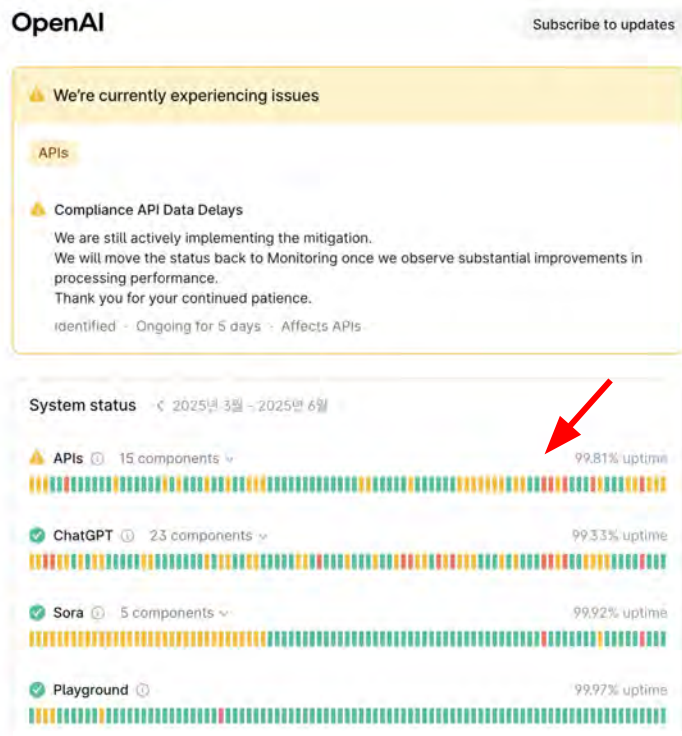 OpenAI
Subscribe to updates
We're currently experiencing issues
APIs
Compliance API Data Delays
We are still actively implementing the mitigation.
We will move the status back to Monitoring once we observe substantial improvements in
processing performance.
Thank you for your continued patience.
Identified · Ongoing for 5 days · Affects APIs
System status < 2025년 3월 - 2025년 6월
APIs 15 components 99.81% uptime
ChatGPT 23 components 99.33% uptime
Sora 5 components 99.92% uptime
Playground 99.97% uptime